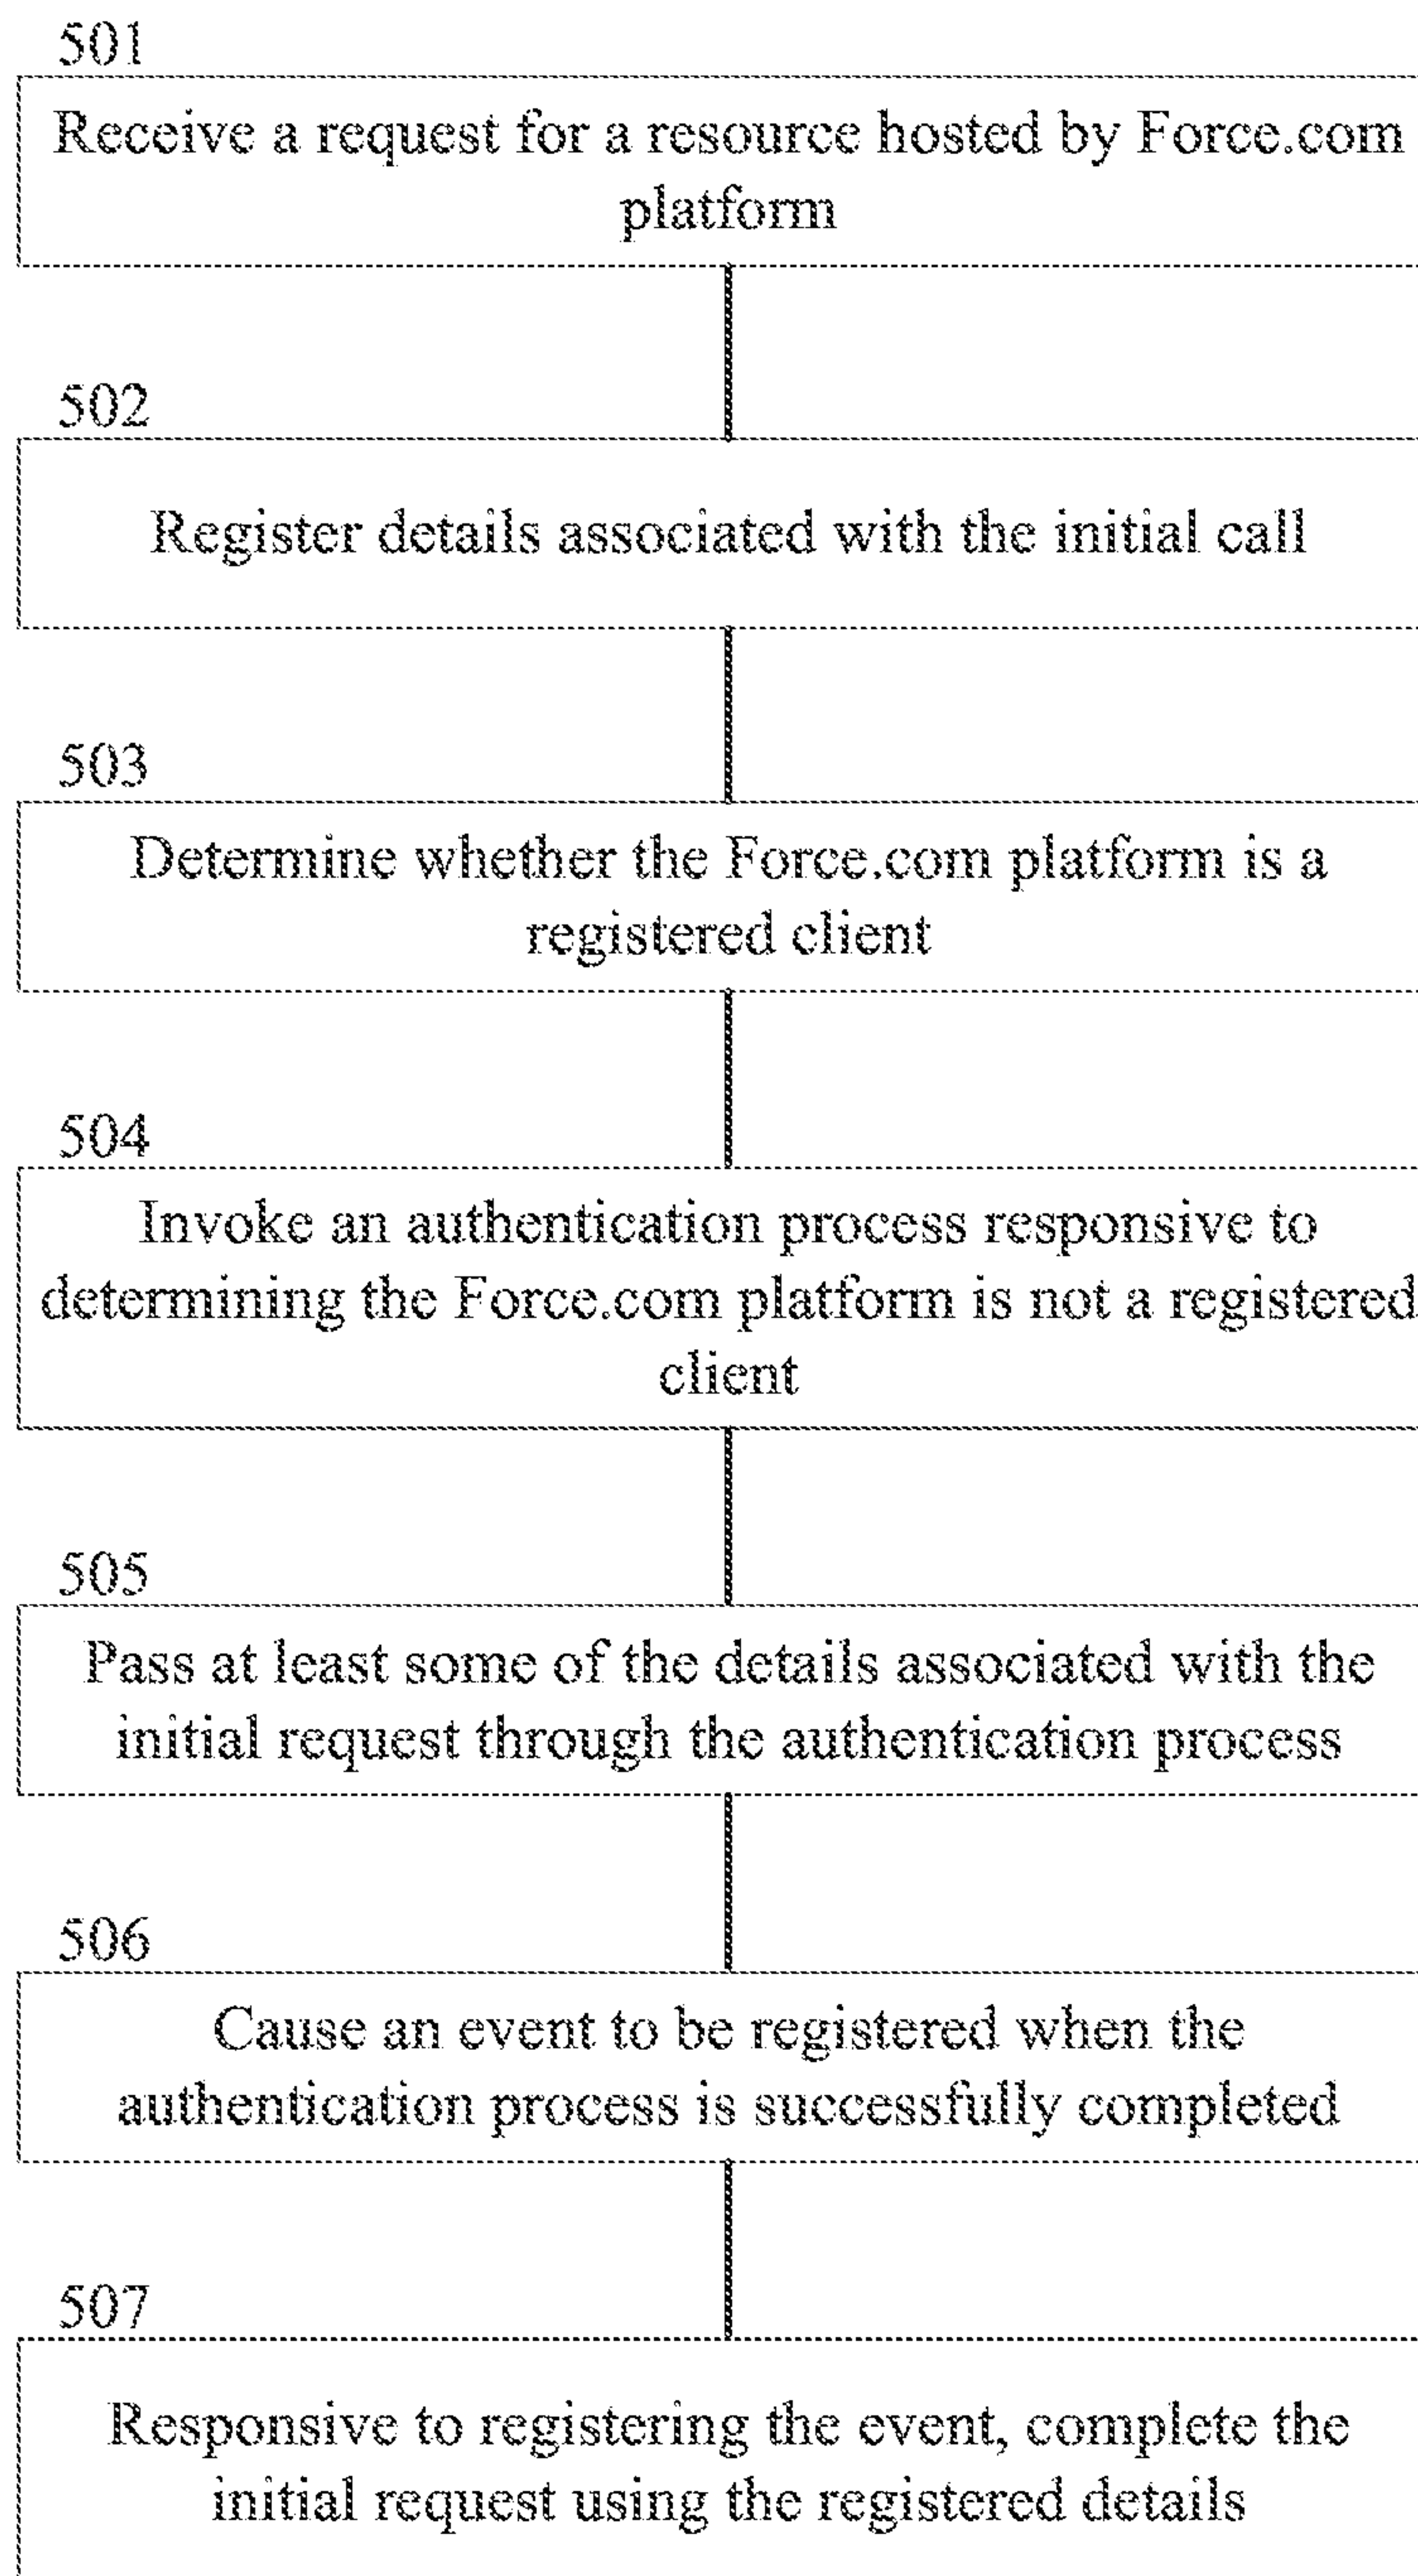 501
Receive a request for a resource hosted by Force.com
platform
502
Register details associated with the initial call
503
Determine whether the Force.com platform is a
registered client
504
Invoke an authentication process responsive to
determining the Force.com platform is not a registered
client
505
Pass at least some of the details associated with the
initial request through the authentication process
506
Cause an event to be registered when the
authentication process is successfully completed
507
Responsive to registering the event, complete the
initial request using the registered details